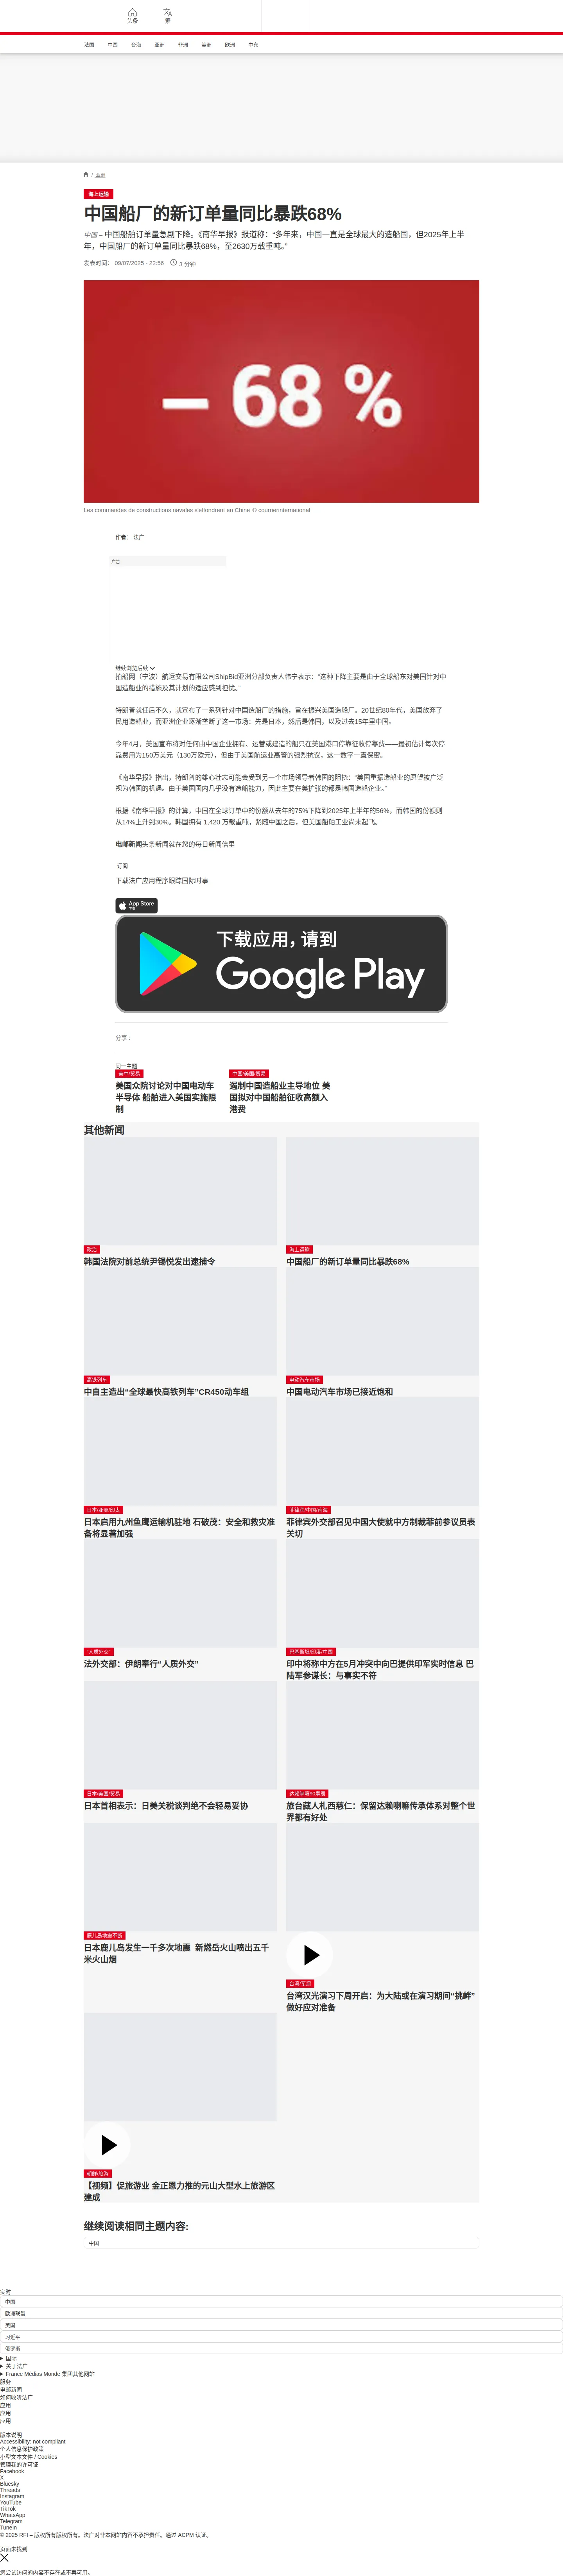 头条
繁
法国 中国 台海 亚洲 非洲 美洲 欧洲 中东
/ 亚洲
海上运输
中国船厂的新订单量同比暴跌68%
中国 – 中国船舶订单量急剧下降。《南华早报》报道称：“多年来，中国一直是全球最大的造船国，但2025年上半
年，中国船厂的新订单量同比暴跌68%，至2630万载重吨。”
发表时间： 09/07/2025 - 22:56 3 分钟
– 68 %
Les commandes de constructions navales s'effondrent en Chine © courrierinternational
作者： 法广
广告
继续浏览后续
拍船网（宁波）航运交易有限公司ShipBid亚洲分部负责人韩宁表示：“这种下降主要是由于全球船东对美国针对中
国造船业的措施及其计划的适应感到担忧。”
特朗普就任后不久，就宣布了一系列针对中国造船厂的措施，旨在振兴美国造船厂。20世纪80年代，美国放弃了
民用造船业，而亚洲企业逐渐垄断了这一市场：先是日本，然后是韩国，以及过去15年里中国。
今年4月，美国宣布将对任何由中国企业拥有、运营或建造的船只在美国港口停靠征收停靠费——最初估计每次停
靠费用为150万美元（130万欧元），但由于美国航运业高管的强烈抗议，这一数字一直保密。
《南华早报》指出，特朗普的雄心壮志可能会受到另一个市场领导者韩国的阻挠：“美国重振造船业的愿望被广泛
视为韩国的机遇。由于美国国内几乎没有造船能力，因此主要在美扩张的都是韩国造船企业。”
根据《南华早报》的计算，中国在全球订单中的份额从去年的75%下降到2025年上半年的56%，而韩国的份额则
从14%上升到30%。韩国拥有 1,420 万载重吨，紧随中国之后，但美国船舶工业尚未起飞。
电邮新闻头条新闻就在您的每日新闻信里
订阅
下载法广应用程序跟踪国际时事
App Store
下载
下载应用，请到
Google Play
分享 :
同一主题
美中/贸易
美国众院讨论对中国电动车
半导体 船舶进入美国实施限
制
中国/美国/贸易
遏制中国造船业主导地位 美
国拟对中国船舶征收高额入
港费
其他新闻
政治
韩国法院对前总统尹锡悦发出逮捕令
海上运输
中国船厂的新订单量同比暴跌68%
高铁列车
中自主造出“全球最快高铁列车”CR450动车组
电动汽车市场
中国电动汽车市场已接近饱和
日本/亚洲/印太
日本启用九州鱼鹰运输机驻地 石破茂：安全和救灾准
备将显著加强
菲律宾/中国/南海
菲律宾外交部召见中国大使就中方制裁菲前参议员表
关切
“人质外交”
法外交部：伊朗奉行“人质外交”
巴基斯坦/印度/中国
印中将称中方在5月冲突中向巴提供印军实时信息 巴
陆军参谋长：与事实不符
日本/美国/贸易
日本首相表示：日美关税谈判绝不会轻易妥协
达赖喇嘛90寿辰
旅台藏人札西慈仁：保留达赖喇嘛传承体系对整个世
界都有好处
鹿儿岛地震不断
日本鹿儿岛发生一千多次地震 新燃岳火山喷出五千
米火山烟
台湾/军演
台湾汉光演习下周开启：为大陆或在演习期间“挑衅”
做好应对准备
朝鲜/旅游
【视频】促旅游业 金正恩力推的元山大型水上旅游区
建成
继续阅读相同主题内容:
中国
实时
中国
欧洲联盟
美国
习近平
俄罗斯
国际
关于法广
France Médias Monde 集团其他网站
服务
电邮新闻
如何收听法广
应用
应用
应用
版本说明
Accessibility: not compliant
个人信息保护政策
小型文本文件 / Cookies
管理我的许可证
Facebook
X
Bluesky
Threads
Instagram
YouTube
TikTok
WhatsApp
Telegram
TuneIn
© 2025 RFI – 版权所有版权所有。法广对非本网站内容不承担责任。通过 ACPM 认证。
页面未找到
您尝试访问的内容不存在或不再可用。